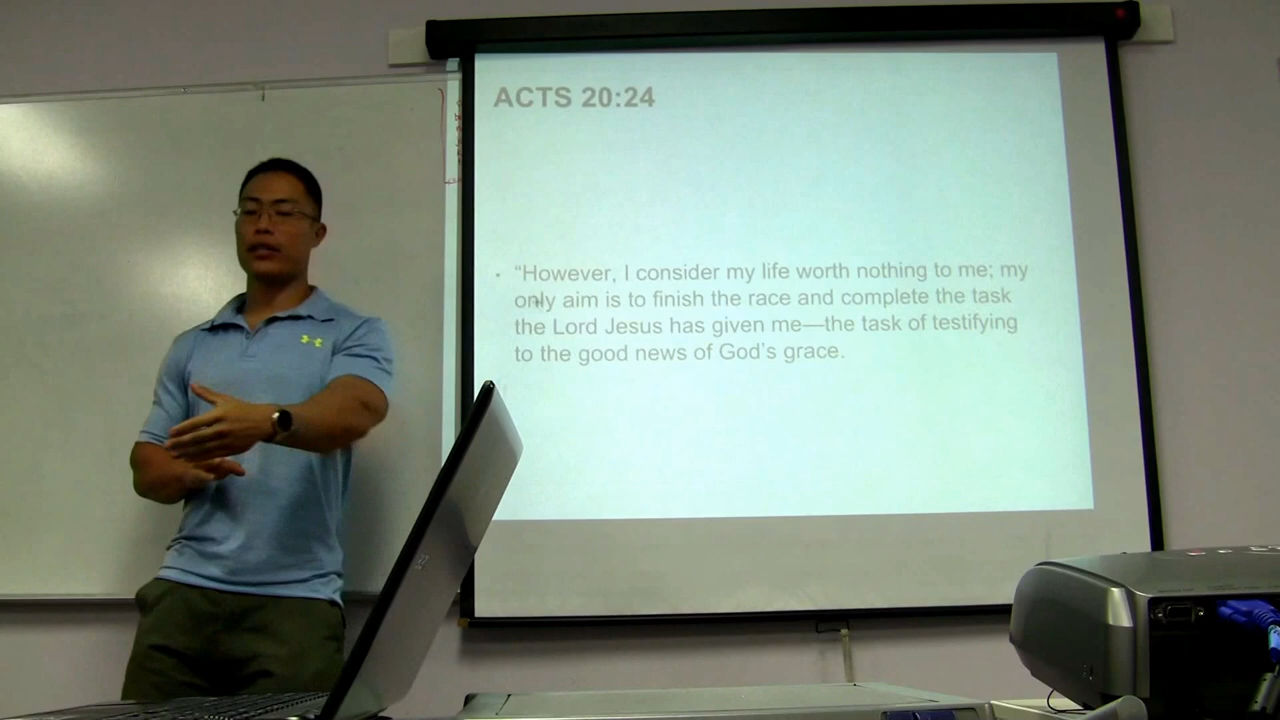 ACTS 20:24
• “However, I consider my life worth nothing to me; my
only aim is to finish the race and complete the task
the Lord Jesus has given me—the task of testifying
to the good news of God’s grace.